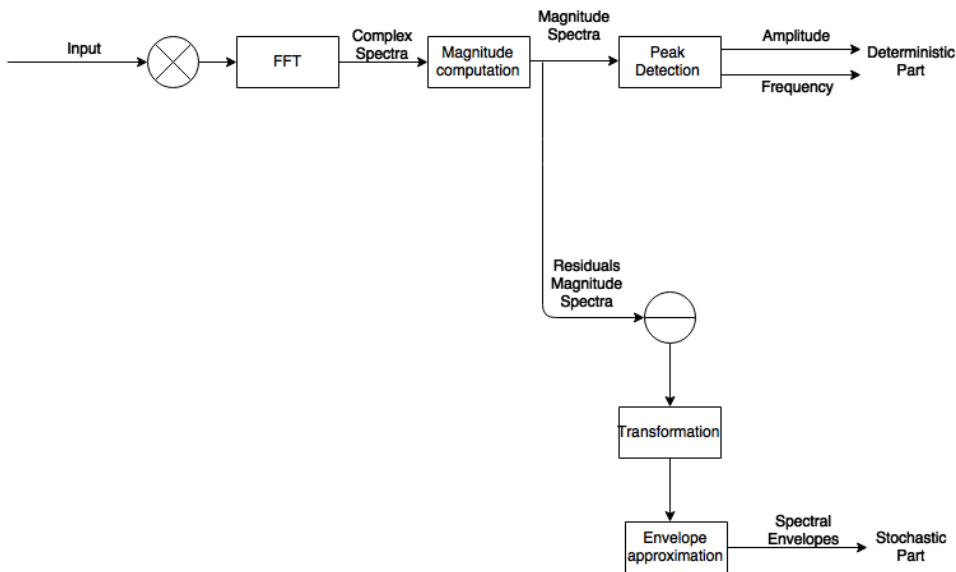 Input
FFT
Complex
Spectra
Magnitude
computation
Magnitude
Spectra
Peak
Detection
Amplitude
Frequency
Deterministic
Part
Residuals
Magnitude
Spectra
Transformation
Envelope
approximation
Spectral
Envelopes
Stochastic
Part